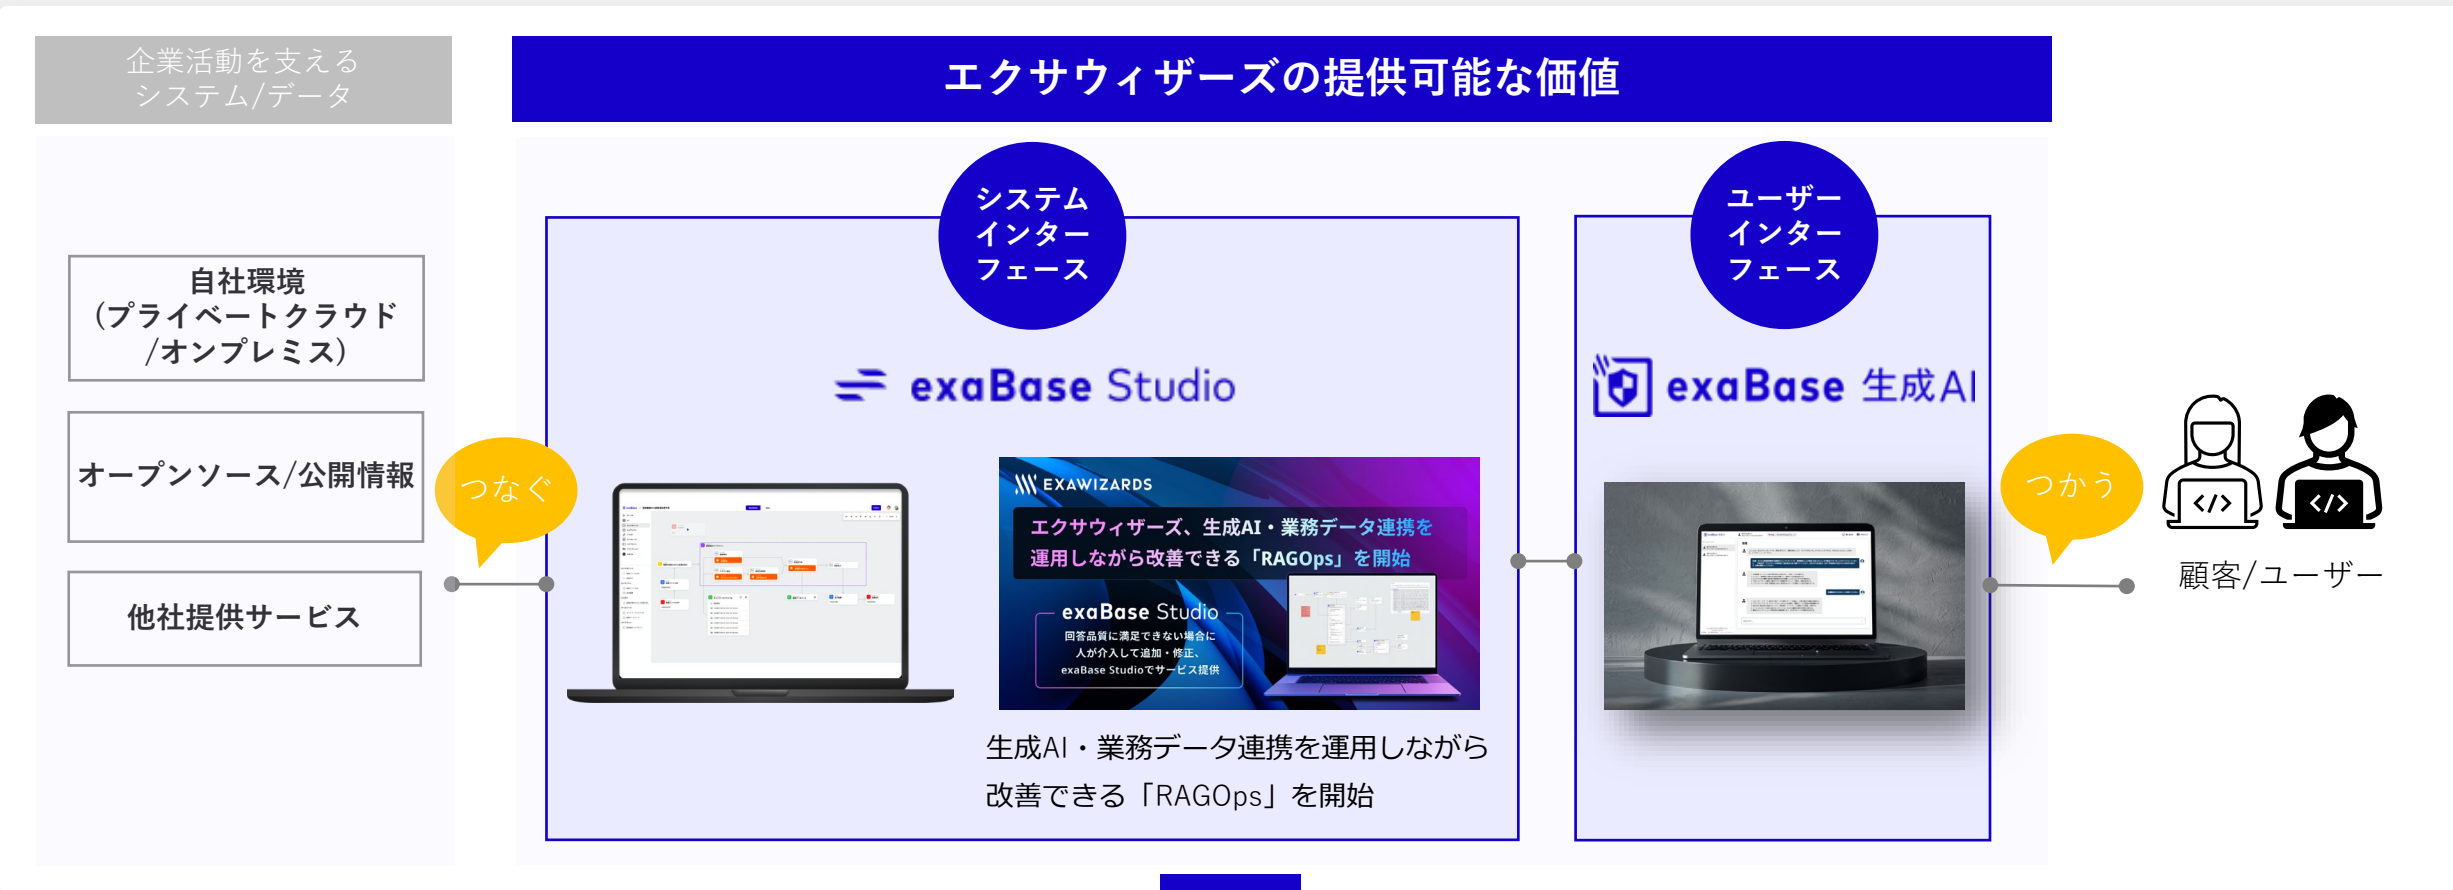 企業活動を支える
システム/データ
エクサウィザーズの提供可能な価値
自社環境
(プライベートクラウド
/オンプレミス)
オープンソース/公開情報
他社提供サービス
つなぐ
システム
インター
フェース
exaBase Studio
EXAWIZARDS
エクサウィザーズ、生成AI・業務データ連携を
運用しながら改善できる「RAGOps」を開始
exaBase Studio
回答品質に満足できない場合に
人が介入して追加・修正、
exaBase Studioでサービス提供
生成AI・業務データ連携を運用しながら
改善できる「RAGOps」を開始
ユーザー
インター
フェース
exaBase 生成AI
つかう
</>
</>
顧客/ユーザー